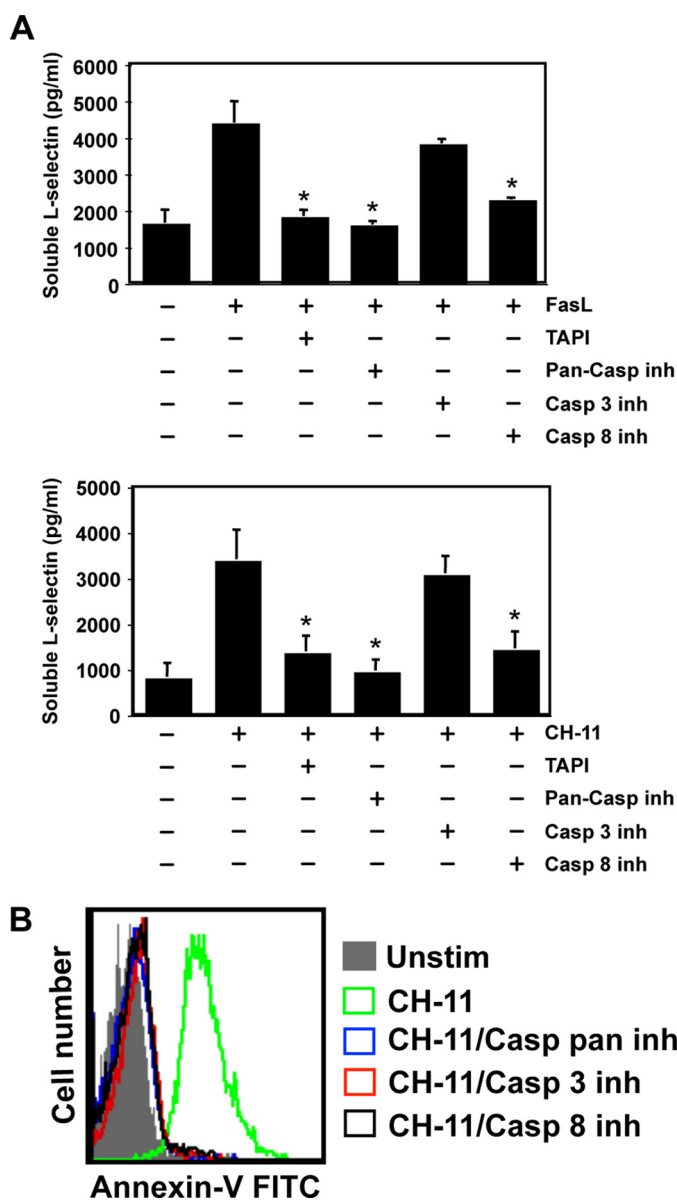 A
Soluble L-selectin (pg/ml)
6000
5000
4000
3000
2000
1000
0
* * *
– + + + + + FasL
– – + – – – TAPI
– – – + – – Pan-Casp inh
– – – – + – Casp 3 inh
– – – – – + Casp 8 inh
Soluble L-selectin (pg/ml)
5000
4000
3000
2000
1000
0
* * *
– + + + + + CH-11
– – + – – – TAPI
– – – + – – Pan-Casp inh
– – – – + – Casp 3 inh
– – – – – + Casp 8 inh
B
Cell number
Annexin-V FITC
Unstim
CH-11
CH-11/Casp pan inh
CH-11/Casp 3 inh
CH-11/Casp 8 inh